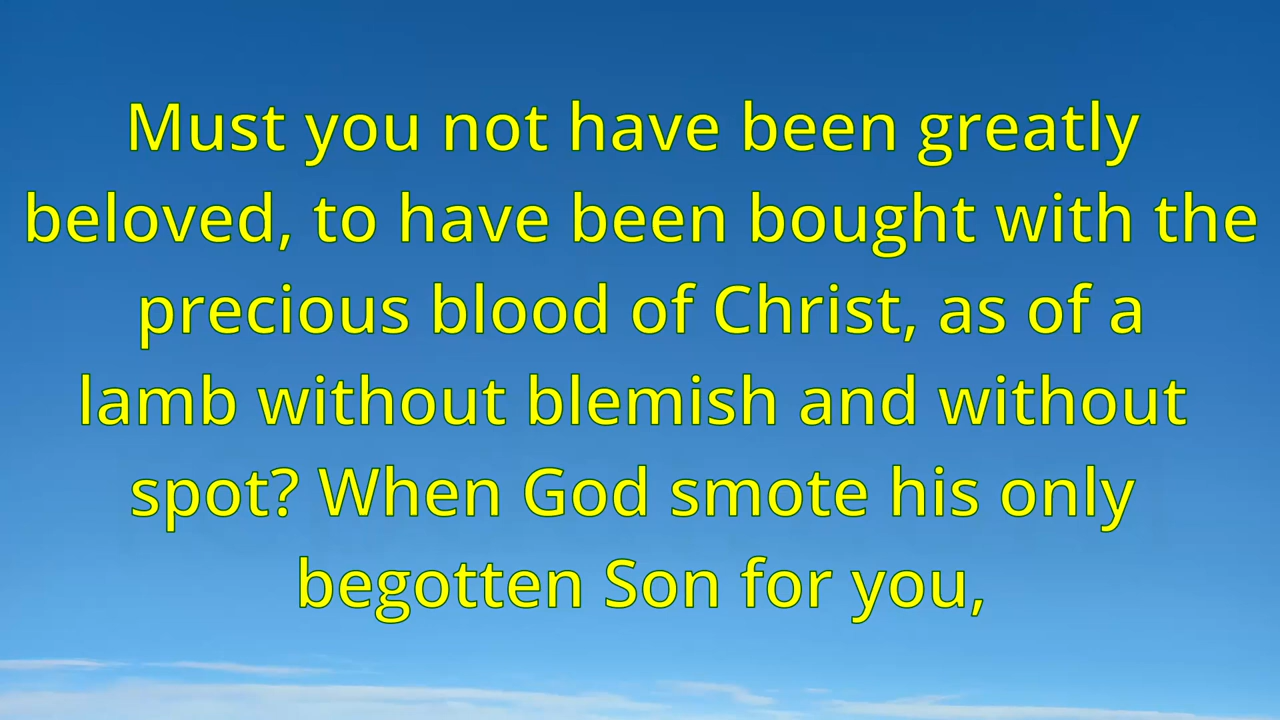 Must you not have been greatly
beloved, to have been bought with the
precious blood of Christ, as of a
lamb without blemish and without
spot? When God smote his only
begotten Son for you,